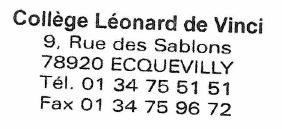 Collège Léonard de Vinci
9, Rue des Sablons
78920 ECQUEVILLY
Tél. 01 34 75 51 51
Fax 01 34 75 96 72